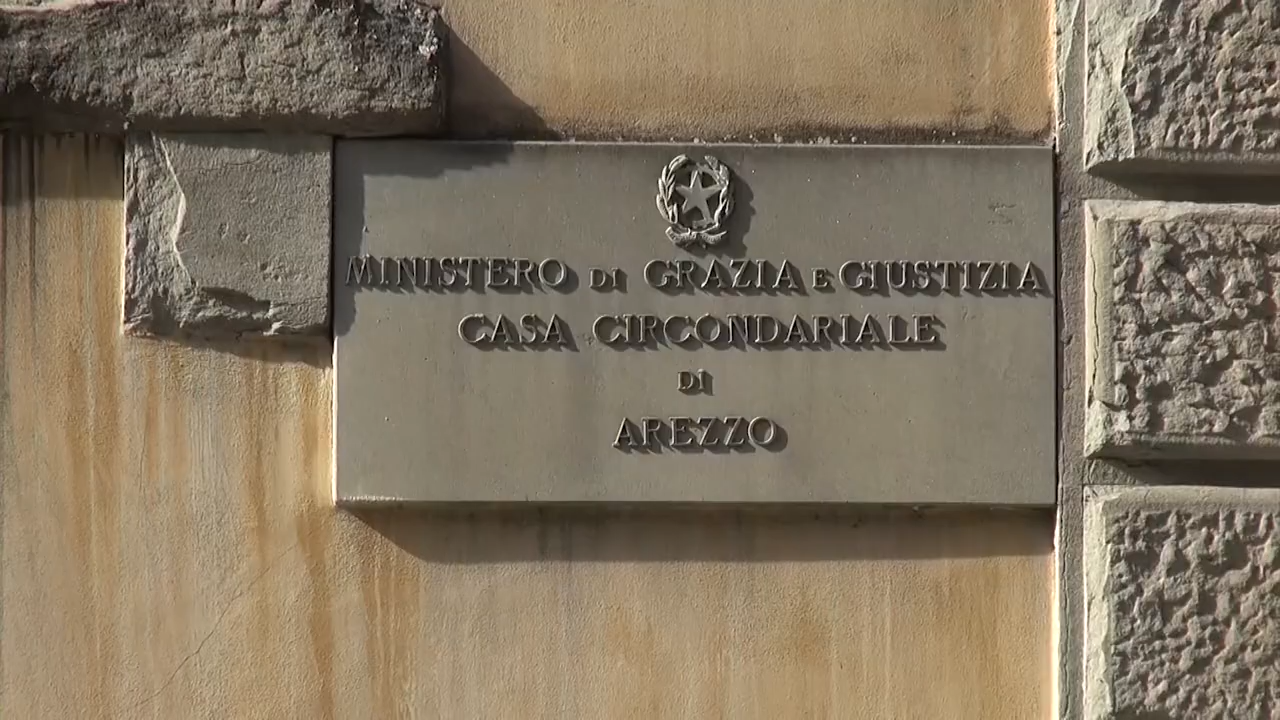 MINISTERO DI GRAZIA E GIUSTIZIA
CASA CIRCONDARIALE
DI
AREZZO